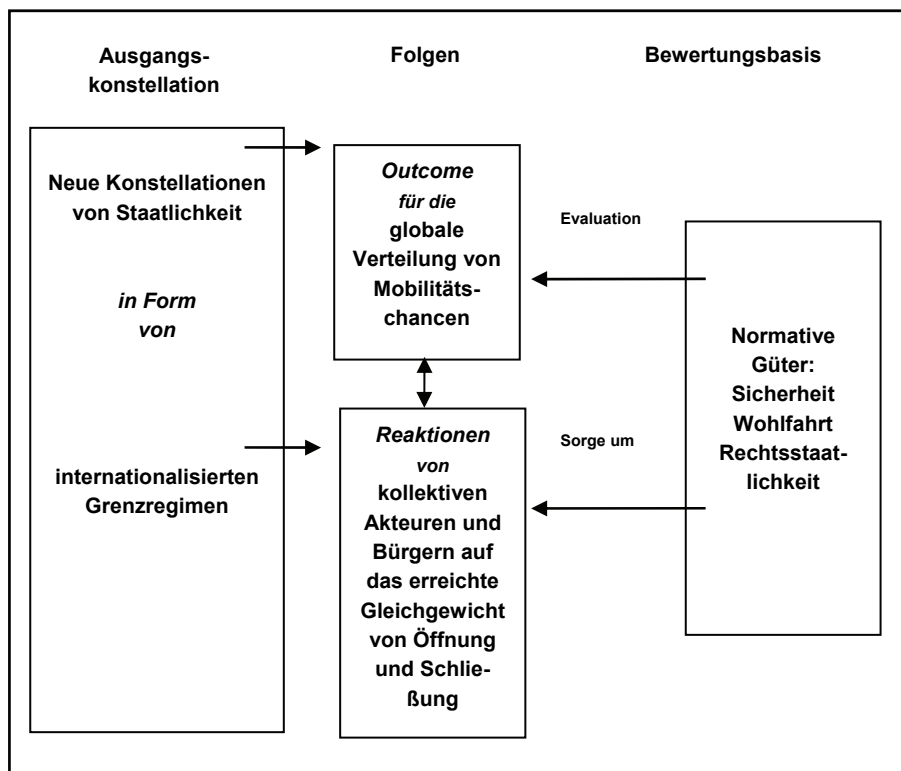 Ausgangs-
konstellation
Folgen
Bewertungsbasis
Neue Konstellationen
von Staatlichkeit
in Form
von
internationalisierten
Grenzregimen
Outcome
für die
globale
Verteilung von
Mobilitäts-
chancen
Reaktionen
von
kollektiven
Akteuren und
Bürgern auf
das erreichte
Gleichgewicht
von Öffnung
und Schlie-
ßung
Evaluation
Sorge um
Normative
Güter:
Sicherheit
Wohlfahrt
Rechtsstaat-
lichkeit